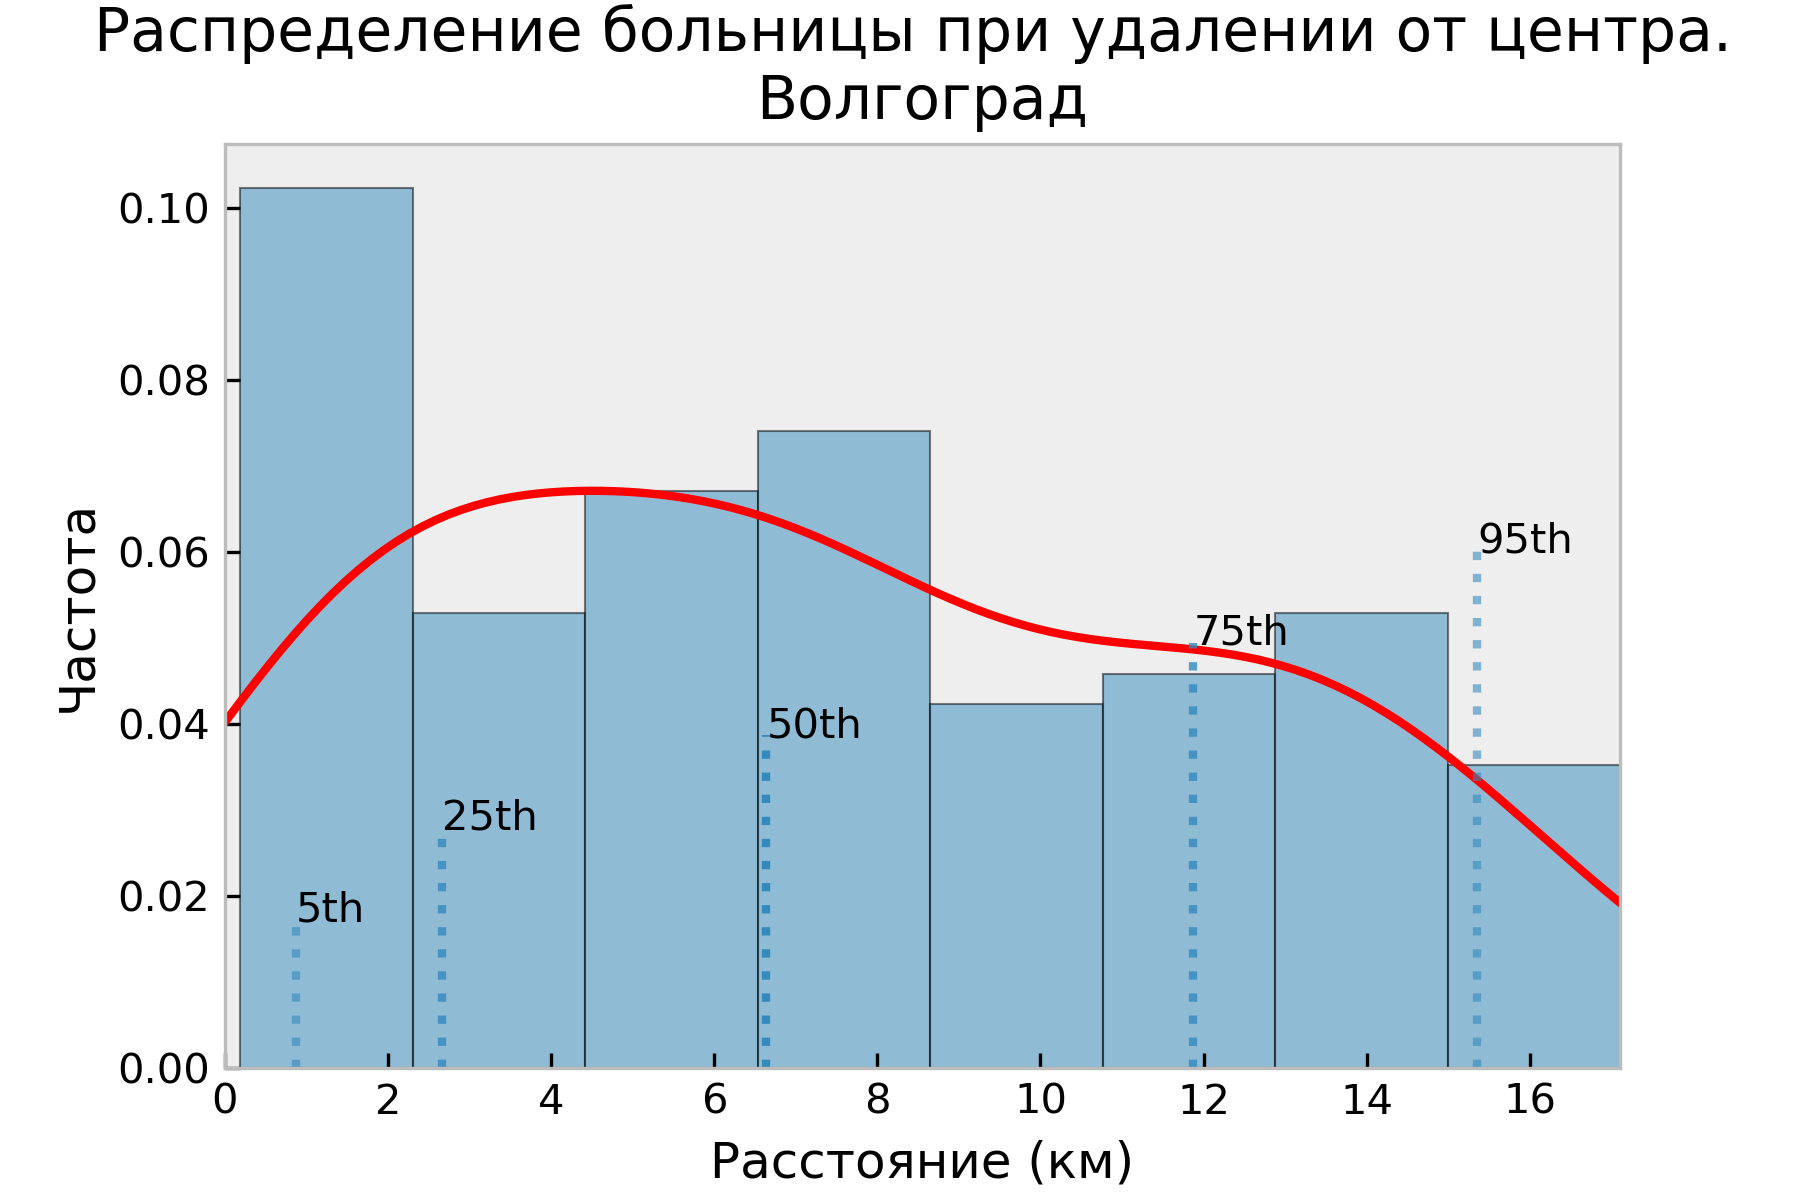 Распределение больницы при удалении от центра.
Волгоград
0.10
0.08
0.06
0.04
0.02
0.00
Частота
5th
25th
50th
75th
95th
0 2 4 6 8 10 12 14 16
Расстояние (км)